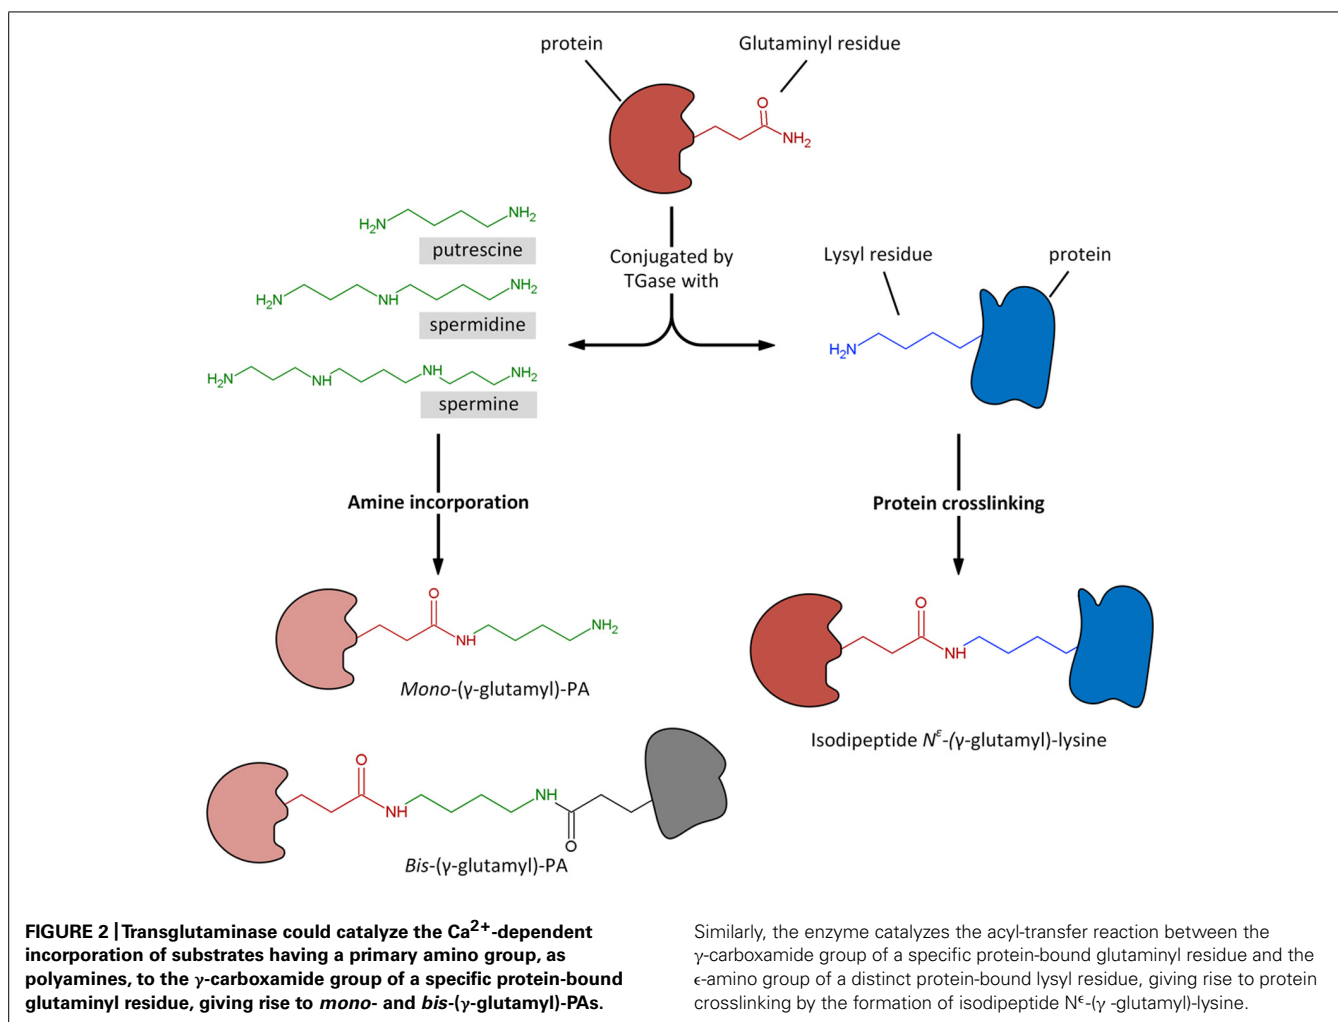 protein
Glutaminyl residue
O
NH2
H2N
NH2
putrescine
Conjugated by
TGase with
Lysyl residue
protein
H2N
NH
NH2
spermidine
H2N
H2N
NH
NH
NH2
spermine
Amine incorporation
Protein crosslinking
O
NH
NH2
Mono-(γ-glutamyl)-PA
O
NH
Isodipeptide Nε-(γ-glutamyl)-lysine
O
NH
NH
O
Bis-(γ-glutamyl)-PA
FIGURE 2 | Transglutaminase could catalyze the Ca2+-dependent
incorporation of substrates having a primary amino group, as
polyamines, to the γ-carboxamide group of a specific protein-bound
glutaminyl residue, giving rise to mono- and bis-(γ-glutamyl)-PAs.
Similarly, the enzyme catalyzes the acyl-transfer reaction between the
γ-carboxamide group of a specific protein-bound glutaminyl residue and the
ϵ-amino group of a distinct protein-bound lysyl residue, giving rise to protein
crosslinking by the formation of isodipeptide Nϵ-(γ -glutamyl)-lysine.